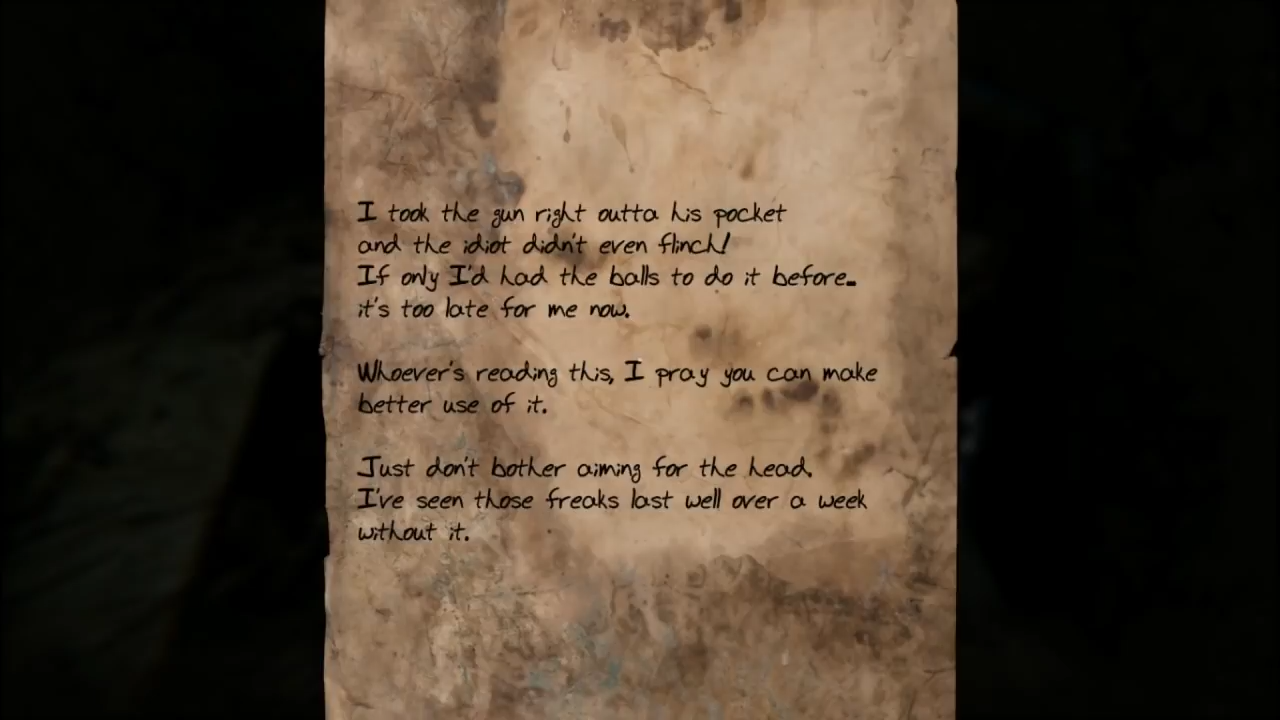 I took the gun right outta his pocket
and the idiot didn't even flinch!
If only I'd had the balls to do it before...
it's too late for me now.
Whoever's reading this, I pray you can make
better use of it.
Just don't bother aiming for the head.
I've seen those freaks last well over a week
without it.